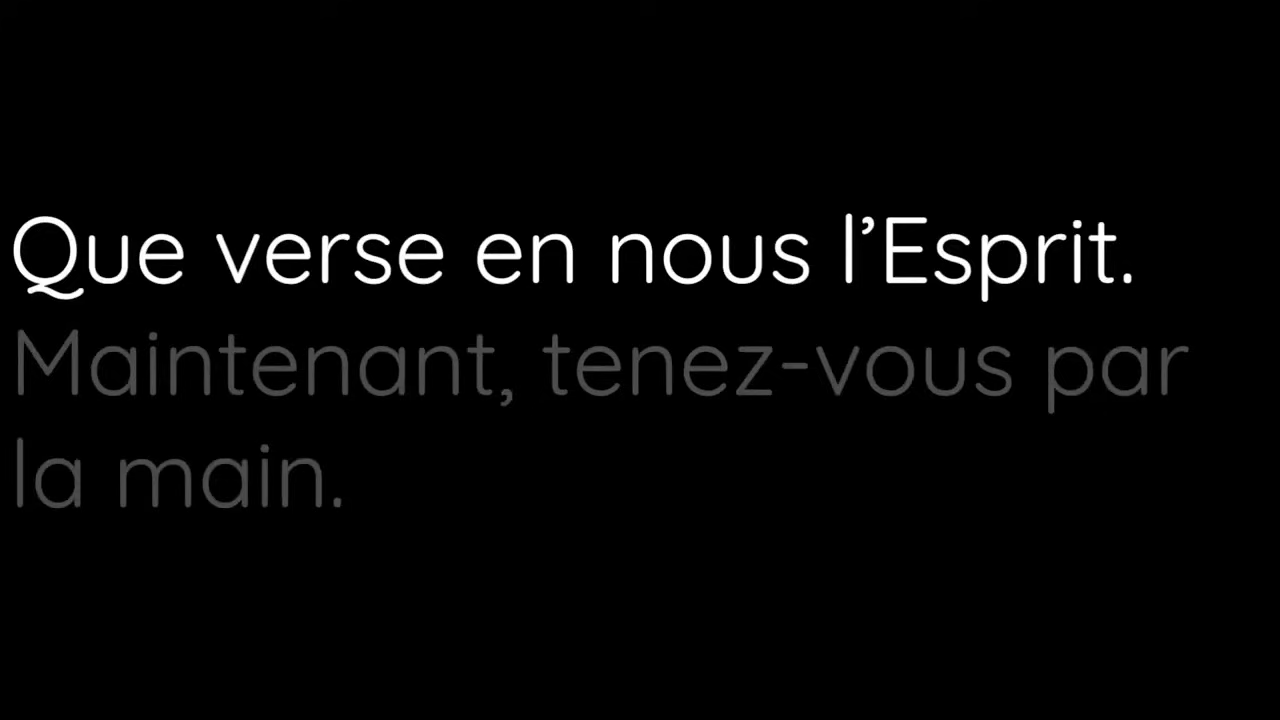 Que verse en nous l’Esprit.
Maintenant, tenez-vous par
la main.